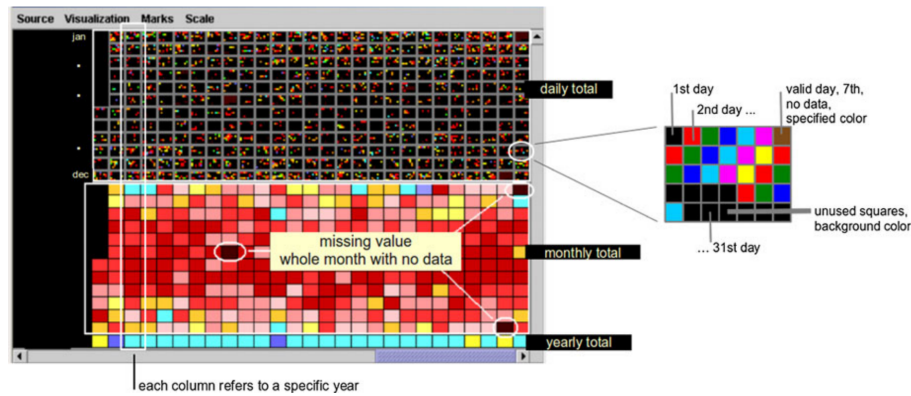 Source Visualization Marks Scale
jan
dec
daily total
missing value
whole month with no data
monthly total
yearly total
each column refers to a specific year
1st day
2nd day ...
valid day, 7th,
no data,
specified color
unused squares,
background color
... 31st day